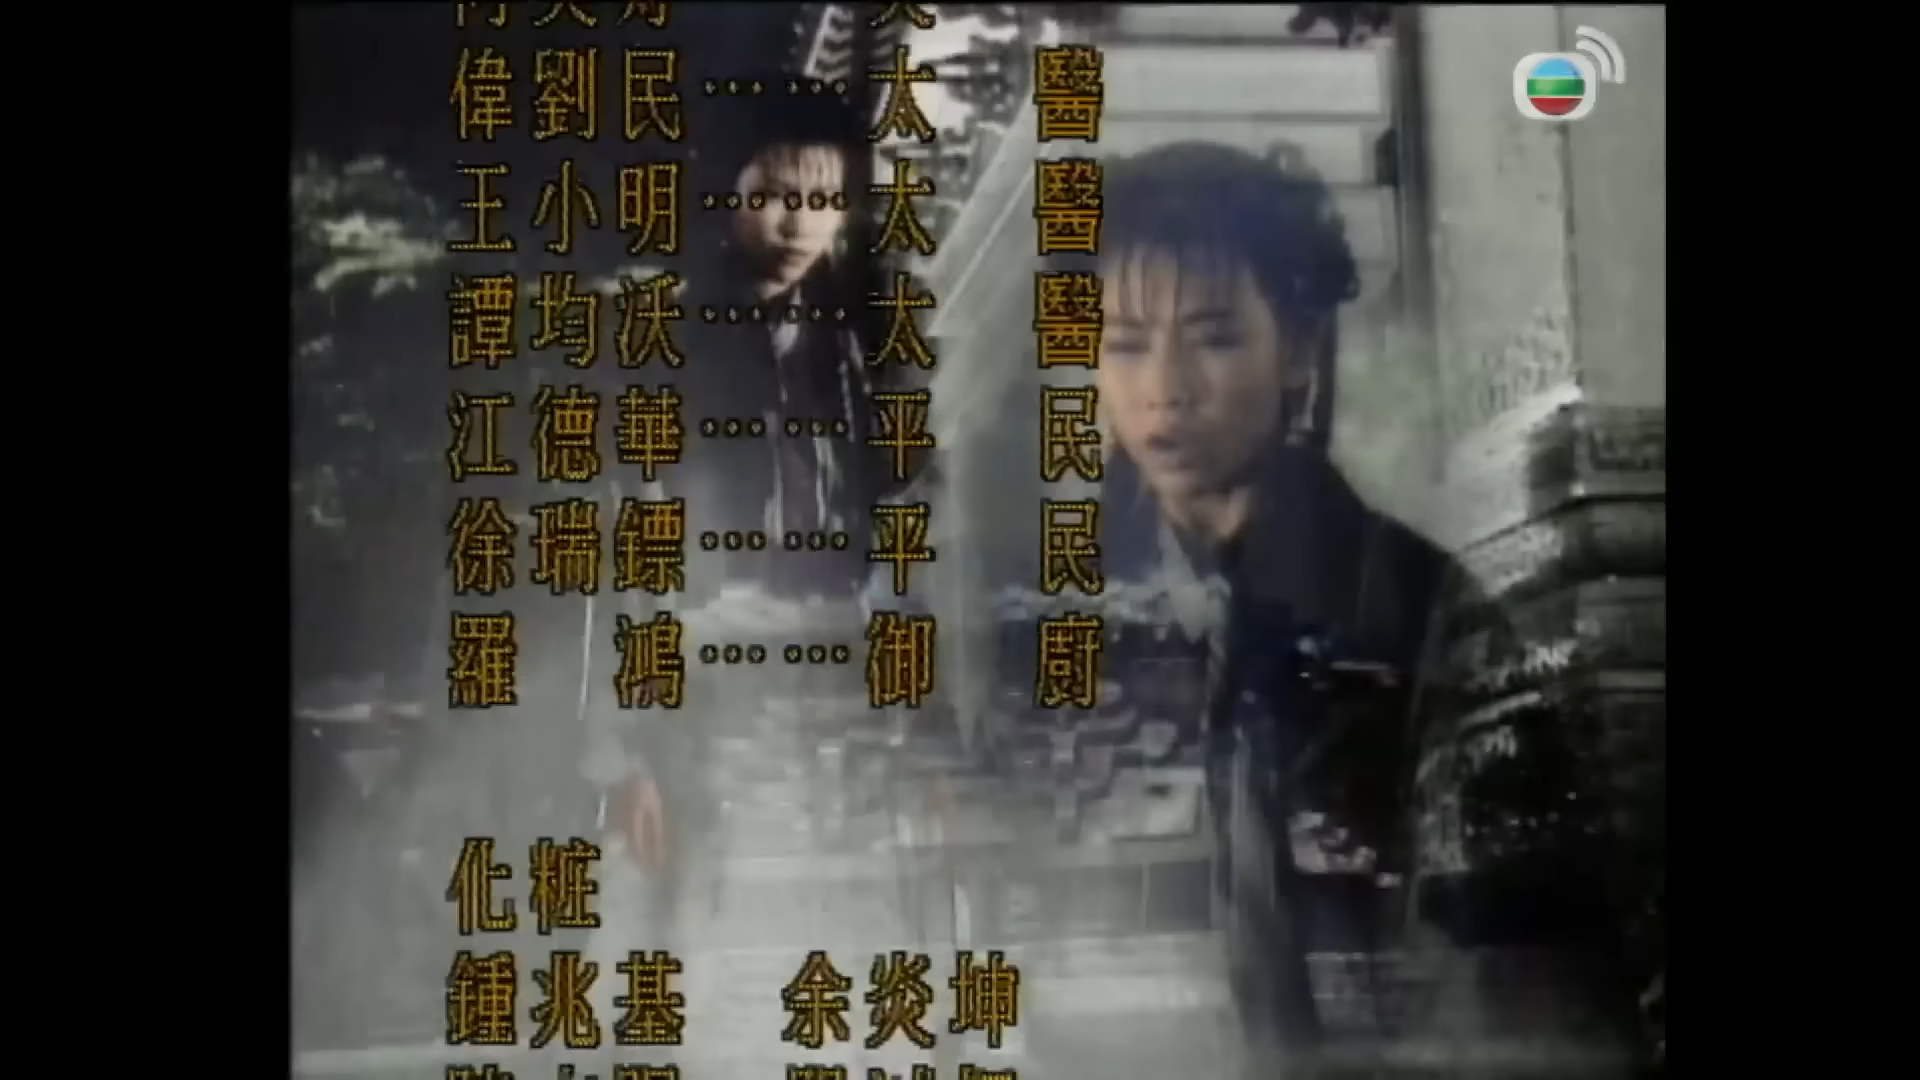 偉劉民⋯⋯太醫
王小明⋯⋯太醫
譚均沃⋯⋯太醫
江德華⋯⋯平民
徐瑞鏢⋯⋯平民
羅鴻⋯⋯御廚
化粧
鍾兆基 余炎坤